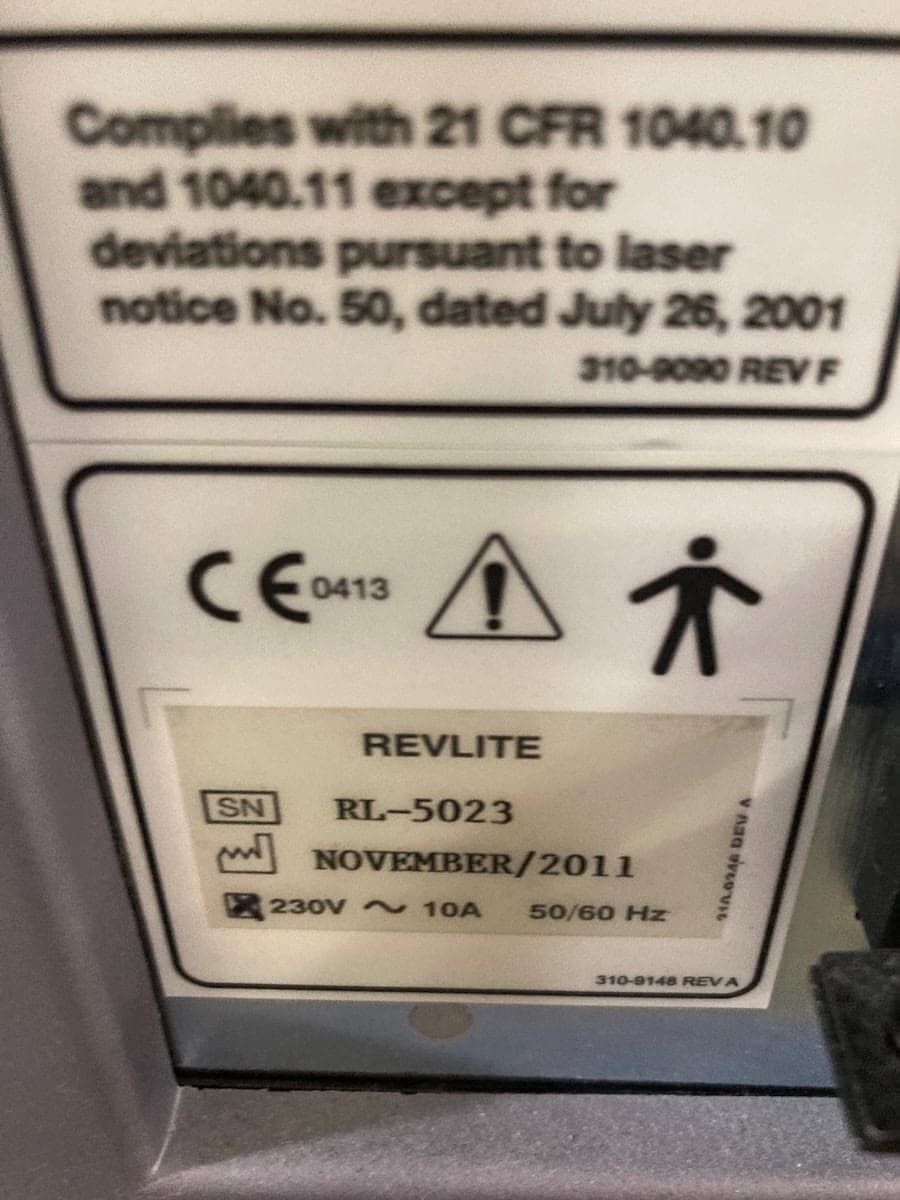 Complies with 21 CFR 1040.10
and 1040.11 except for
deviations pursuant to laser
notice No. 50, dated July 26, 2001
310-9090 REV F
CE 0413
REVLITE
SN RL-5023
NOVEMBER/2011
230V ~ 10A 50/60 Hz
310-9148 REV A